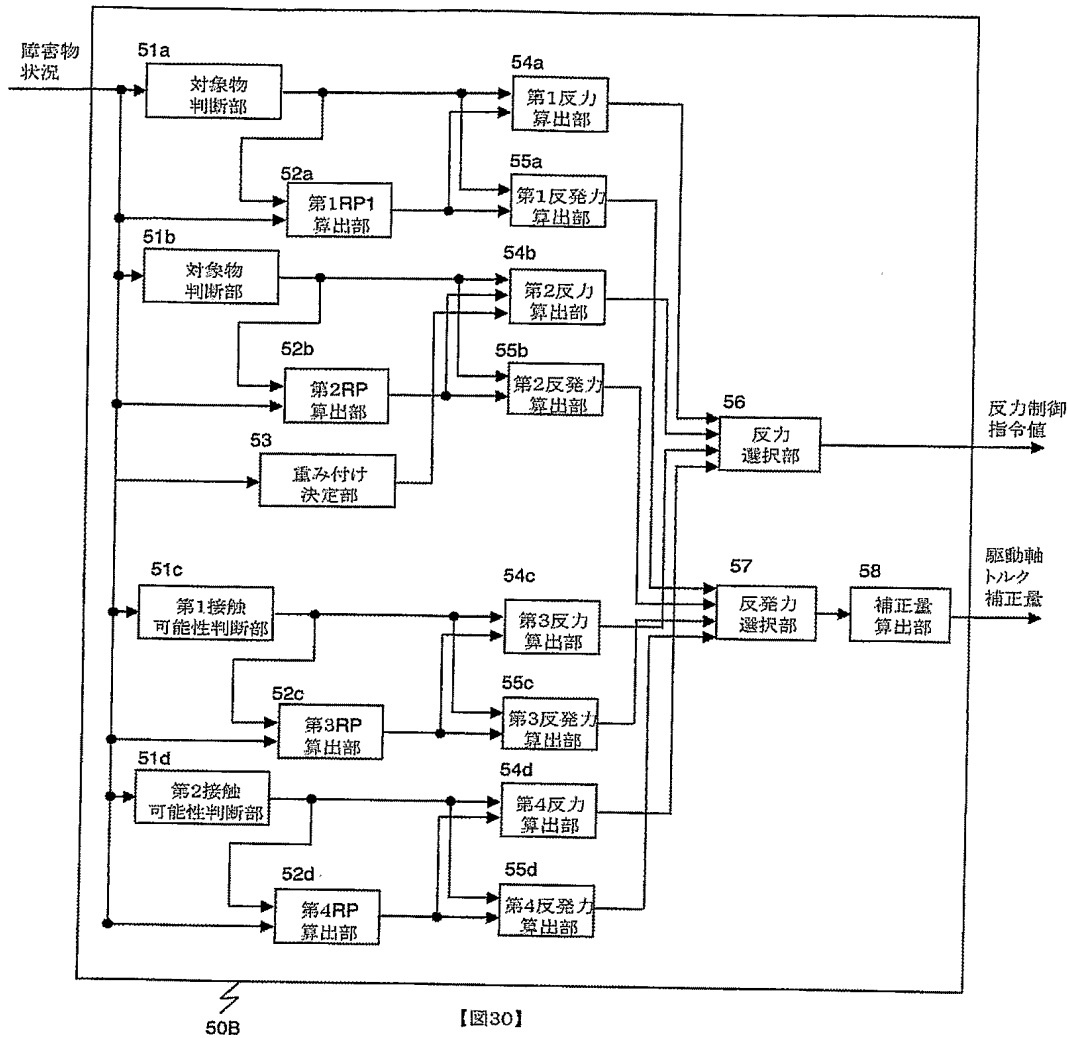 障害物
状況
51a
対象物
判断部
54a
第1反力
算出部
52a
第1RP1
算出部
55a
第1反発力
算出部
51b
対象物
判断部
54b
第2反力
算出部
52b
第2RP
算出部
55b
第2反発力
算出部
53
重み付け
決定部
56
反力
選択部
反力制御
指令値
51c
第1接触
可能性判断部
54c
第3反力
算出部
57
反発力
選択部
58
補正量
算出部
駆動軸
トルク
補正量
52c
第3RP
算出部
55c
第3反発力
算出部
51d
第2接触
可能性判断部
54d
第4反力
算出部
52d
第4RP
算出部
55d
第4反発力
算出部
50B
【図30】